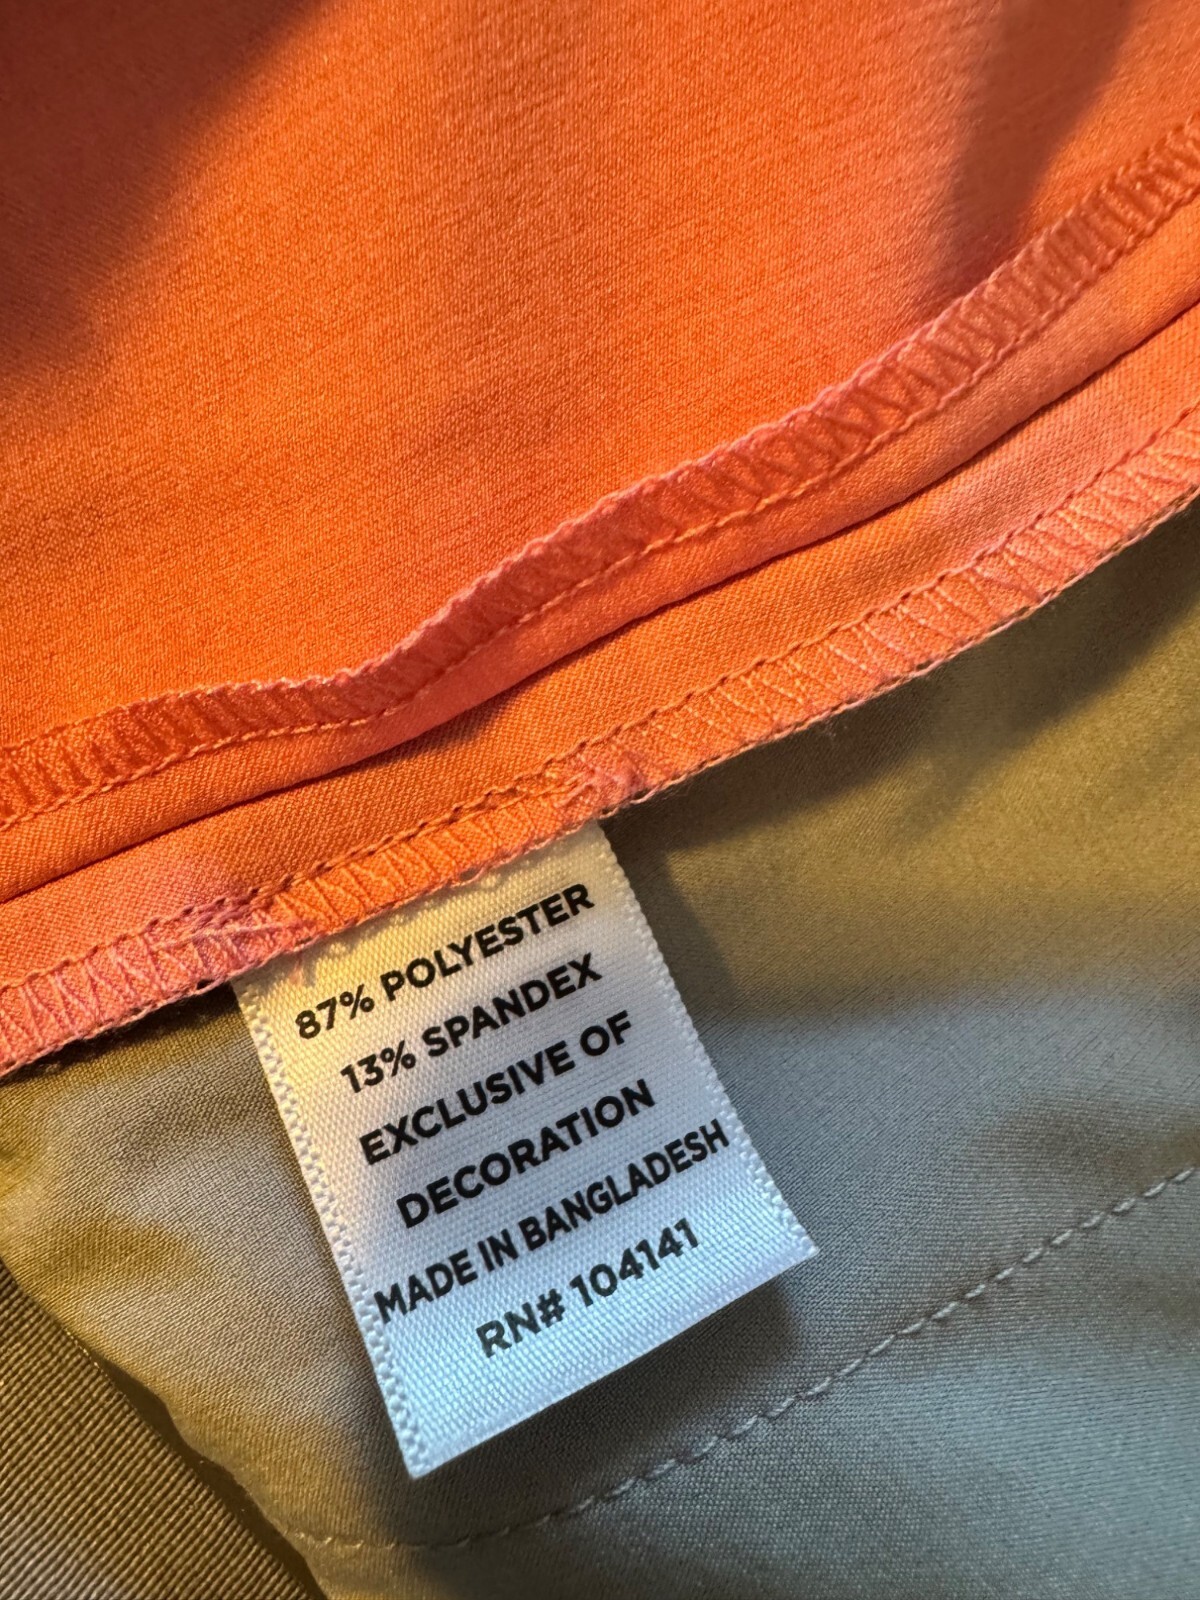 87% POLYESTER
13% SPANDEX
EXCLUSIVE OF
DECORATION
MADE IN BANGLADESH
RN# 104141